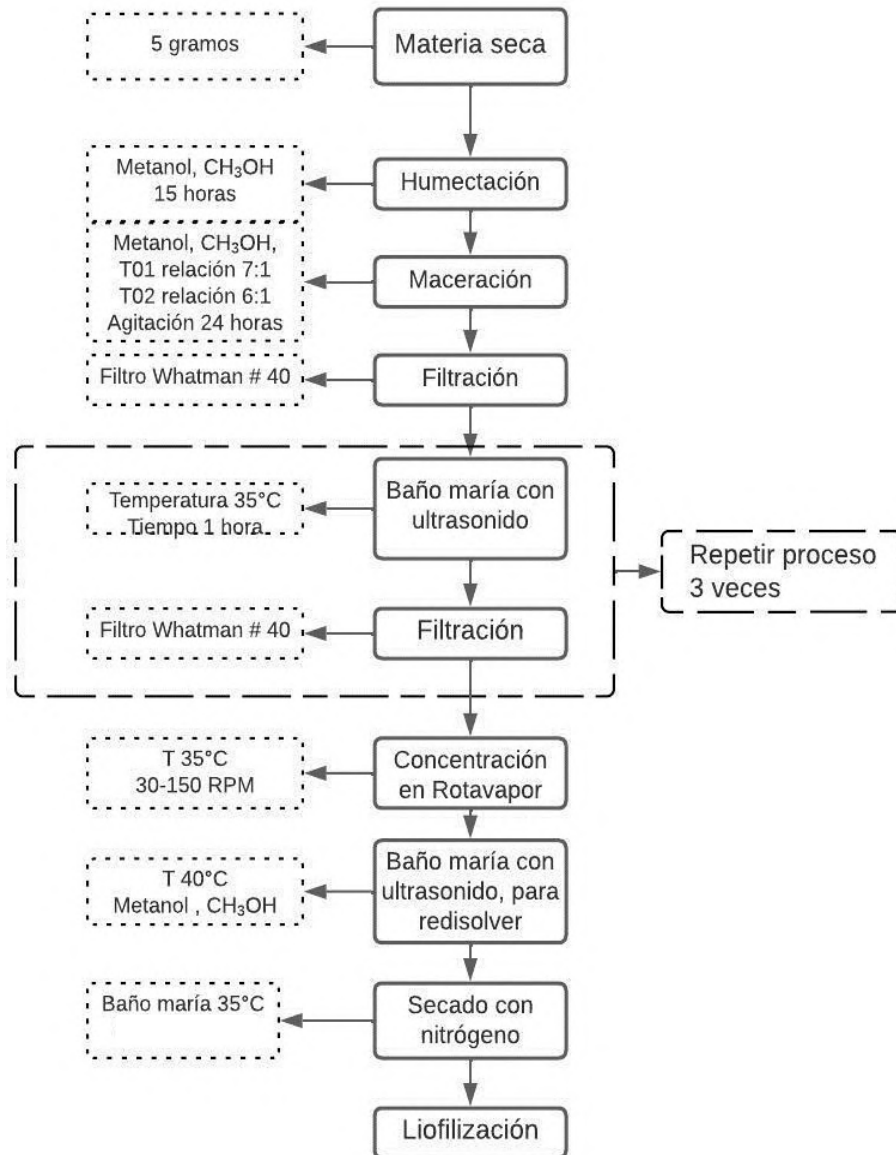 5 gramos
Materia seca
Metanol, CH₃OH
15 horas
Humectación
Metanol, CH₃OH,
T01 relación 7:1
T02 relación 6:1
Agitación 24 horas
Maceración
Filtro Whatman # 40
Filtración
Temperatura 35°C
Tiempo 1 hora
Baño maría con
ultrasonido
Repetir proceso
3 veces
Filtro Whatman # 40
Filtración
T 35°C
30-150 RPM
Concentración
en Rotavapor
T 40°C
Metanol , CH₃OH
Baño maría con
ultrasonido, para
redisolver
Baño maría 35°C
Secado con
nitrógeno
Liofilización